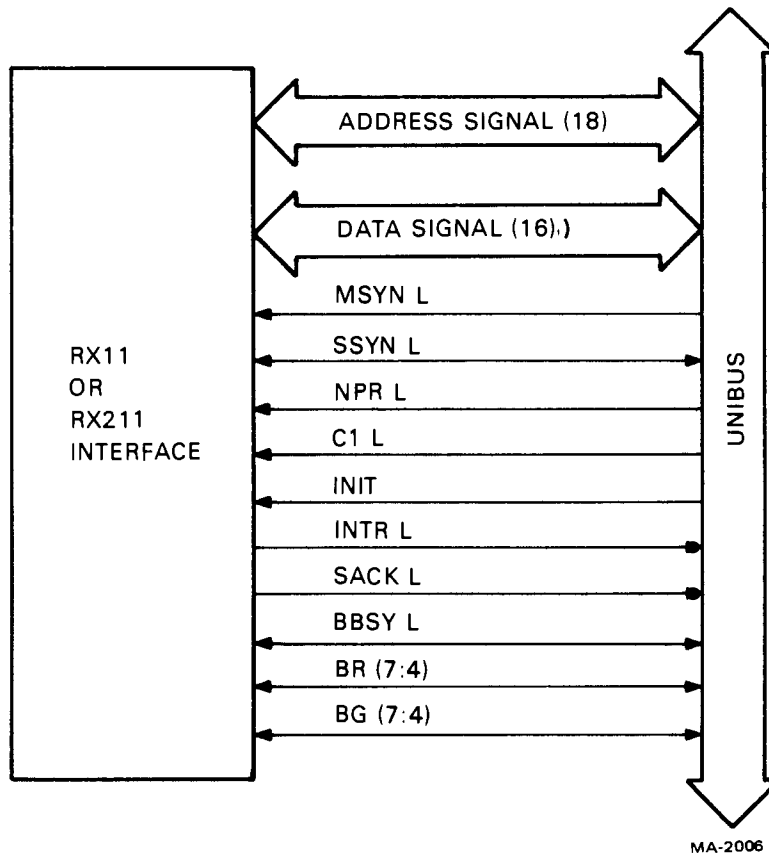 ADDRESS SIGNAL (18)
DATA SIGNAL (16),)
MSYN L
SSYN L
NPR L
C1 L
INIT
INTR L
SACK L
BBSY L
BR (7:4)
BG (7:4)
RX11
OR
RX211
INTERFACE
UNIBUS
MA-2006